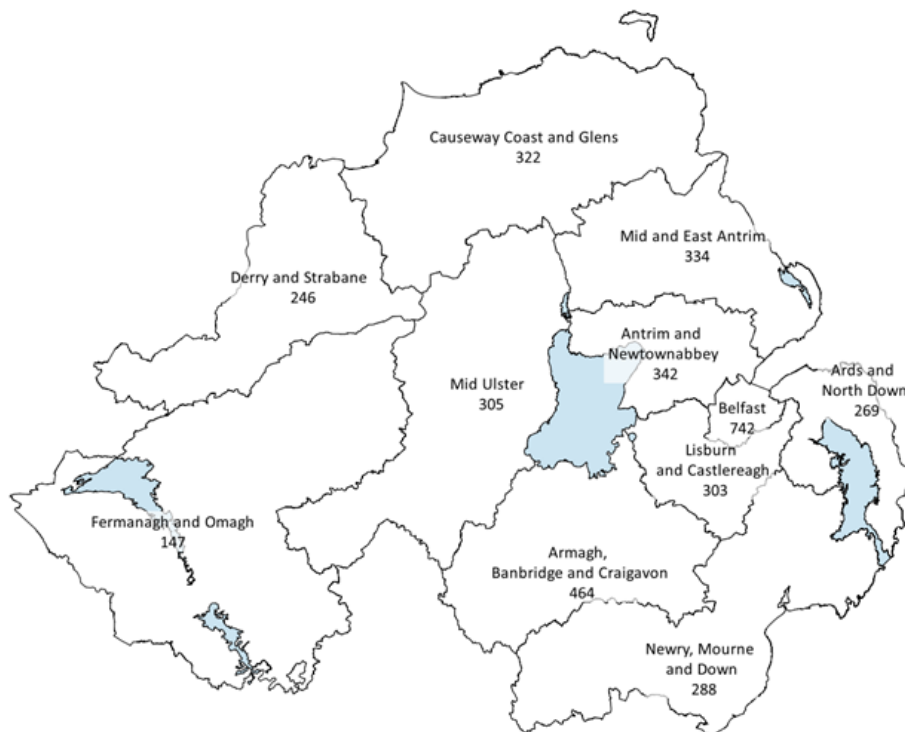 Causeway Coast and Glens
322
Mid and East Antrim
334
Derry and Strabane
246
Antrim and
Newtownabbey
342
Ards and
North Down
269
Mid Ulster
305
Belfast
742
Lisburn
and Castlereagh
303
Fermanagh and Omagh
147
Armagh,
Banbridge and Craigavon
464
Newry, Mourne
and Down
288